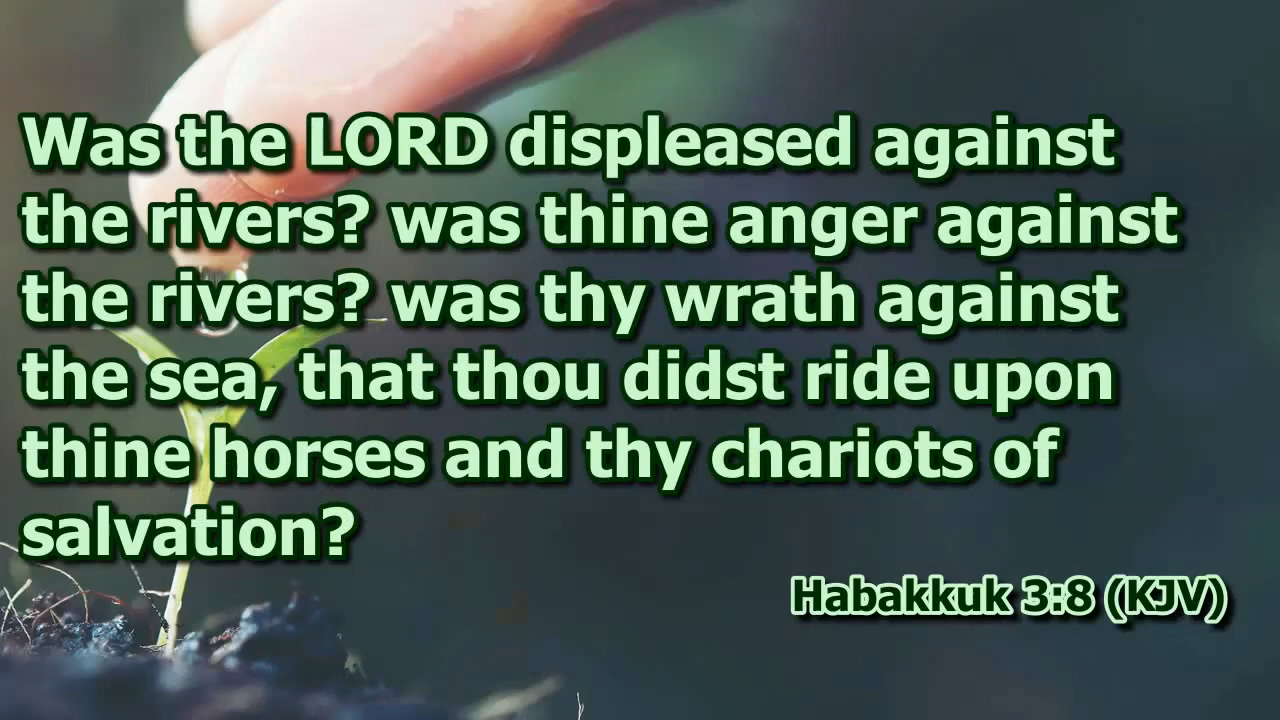 Was the LORD displeased against
the rivers? was thine anger against
the rivers? was thy wrath against
the sea, that thou didst ride upon
thine horses and thy chariots of
salvation?
Habakkuk 3:8 (KJV)